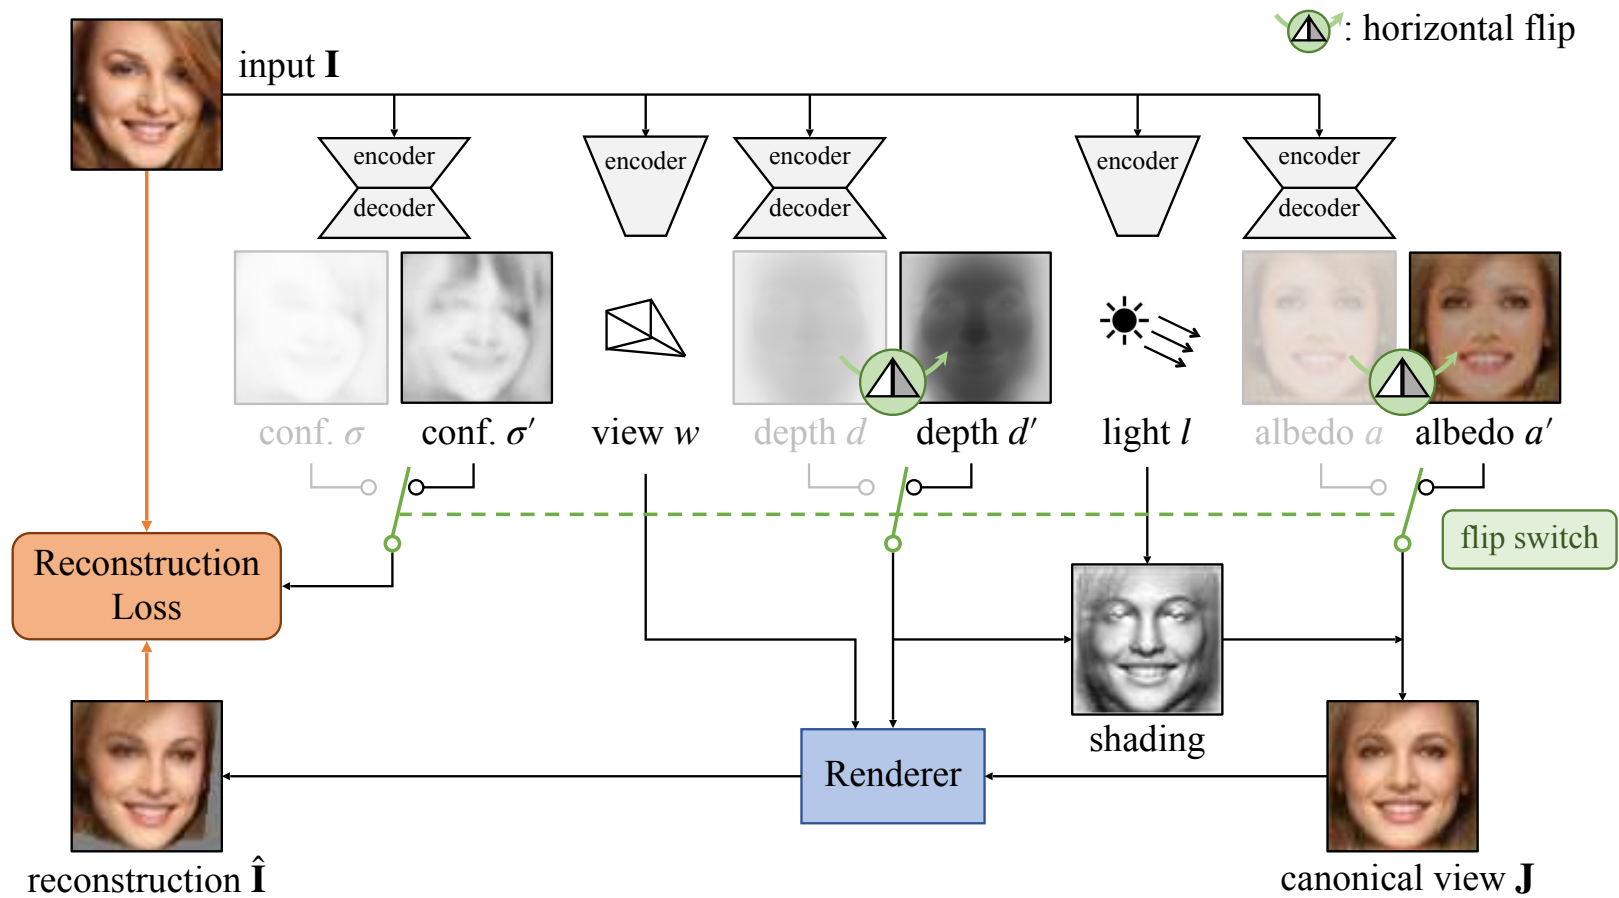 : horizontal flip
input I
encoder
decoder
encoder
encoder
decoder
encoder
encoder
decoder
conf. σ
conf. σ′
view w
depth d
depth d′
light l
albedo a
albedo a′
flip switch
Reconstruction
Loss
shading
Renderer
reconstruction Î
canonical view J